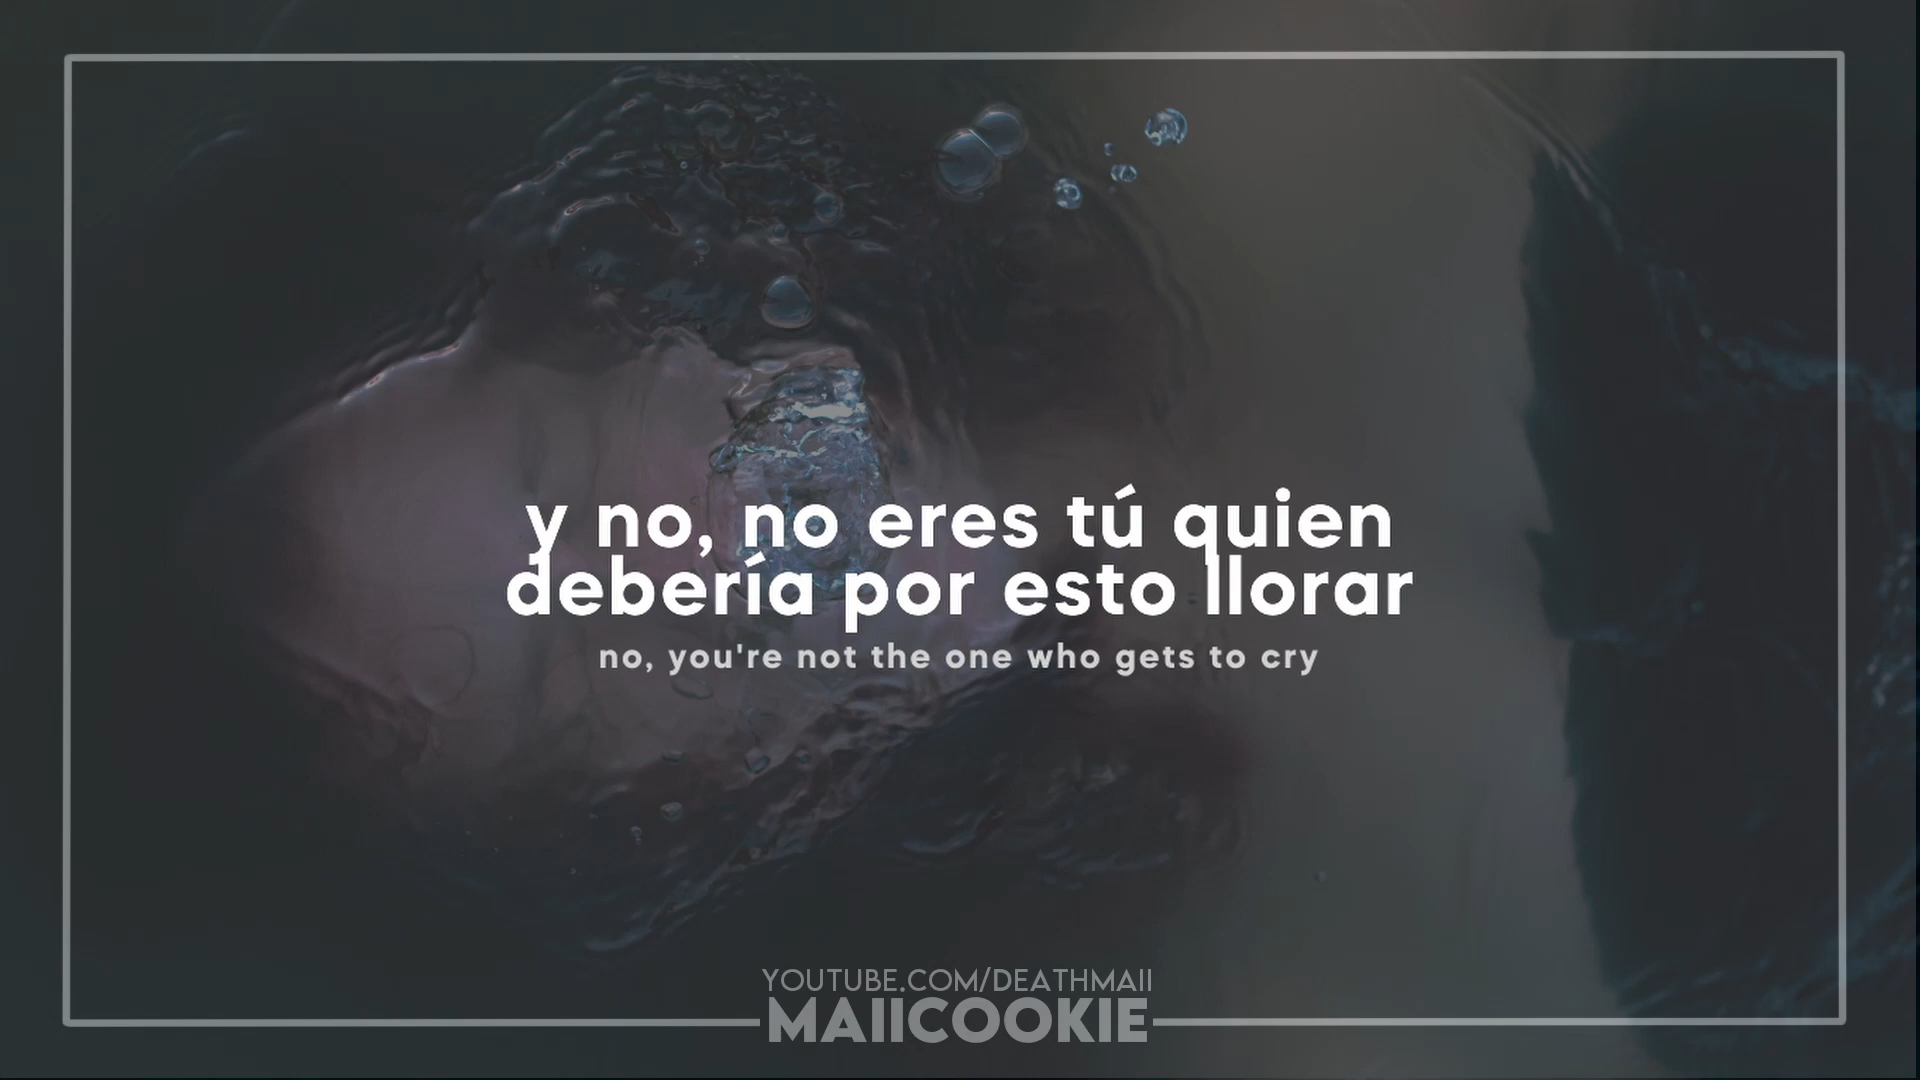 y no, no eres tú quien
debería por esto llorar
no, you're not the one who gets to cry
YOUTUBE.COM/DEATHMAII
MAIICOOKIE